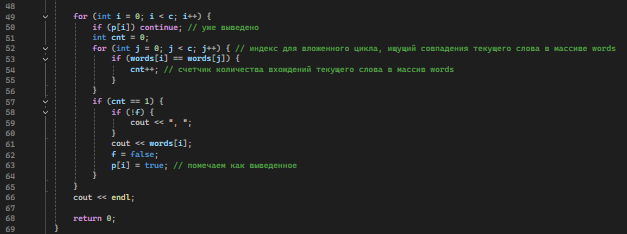 48
49 for (int i = 0; i < c; i++) {
50 if (p[i]) continue; // уже выведено
51 int cnt = 0;
52 for (int j = 0; j < c; j++) { // индекс для вложенного цикла, ищущий совпадения текущего слова в массиве words
53 if (words[i] == words[j]) {
54 cnt++; // счетчик количества вхождений текущего слова в массив words
55 }
56 }
57 if (cnt == 1) {
58 if (!f) {
59 cout << ", ";
60 }
61 cout << words[i];
62 f = false;
63 p[i] = true; // помечаем как выведенное
64 }
65 }
66 cout << endl;
67
68 return 0;
69 }